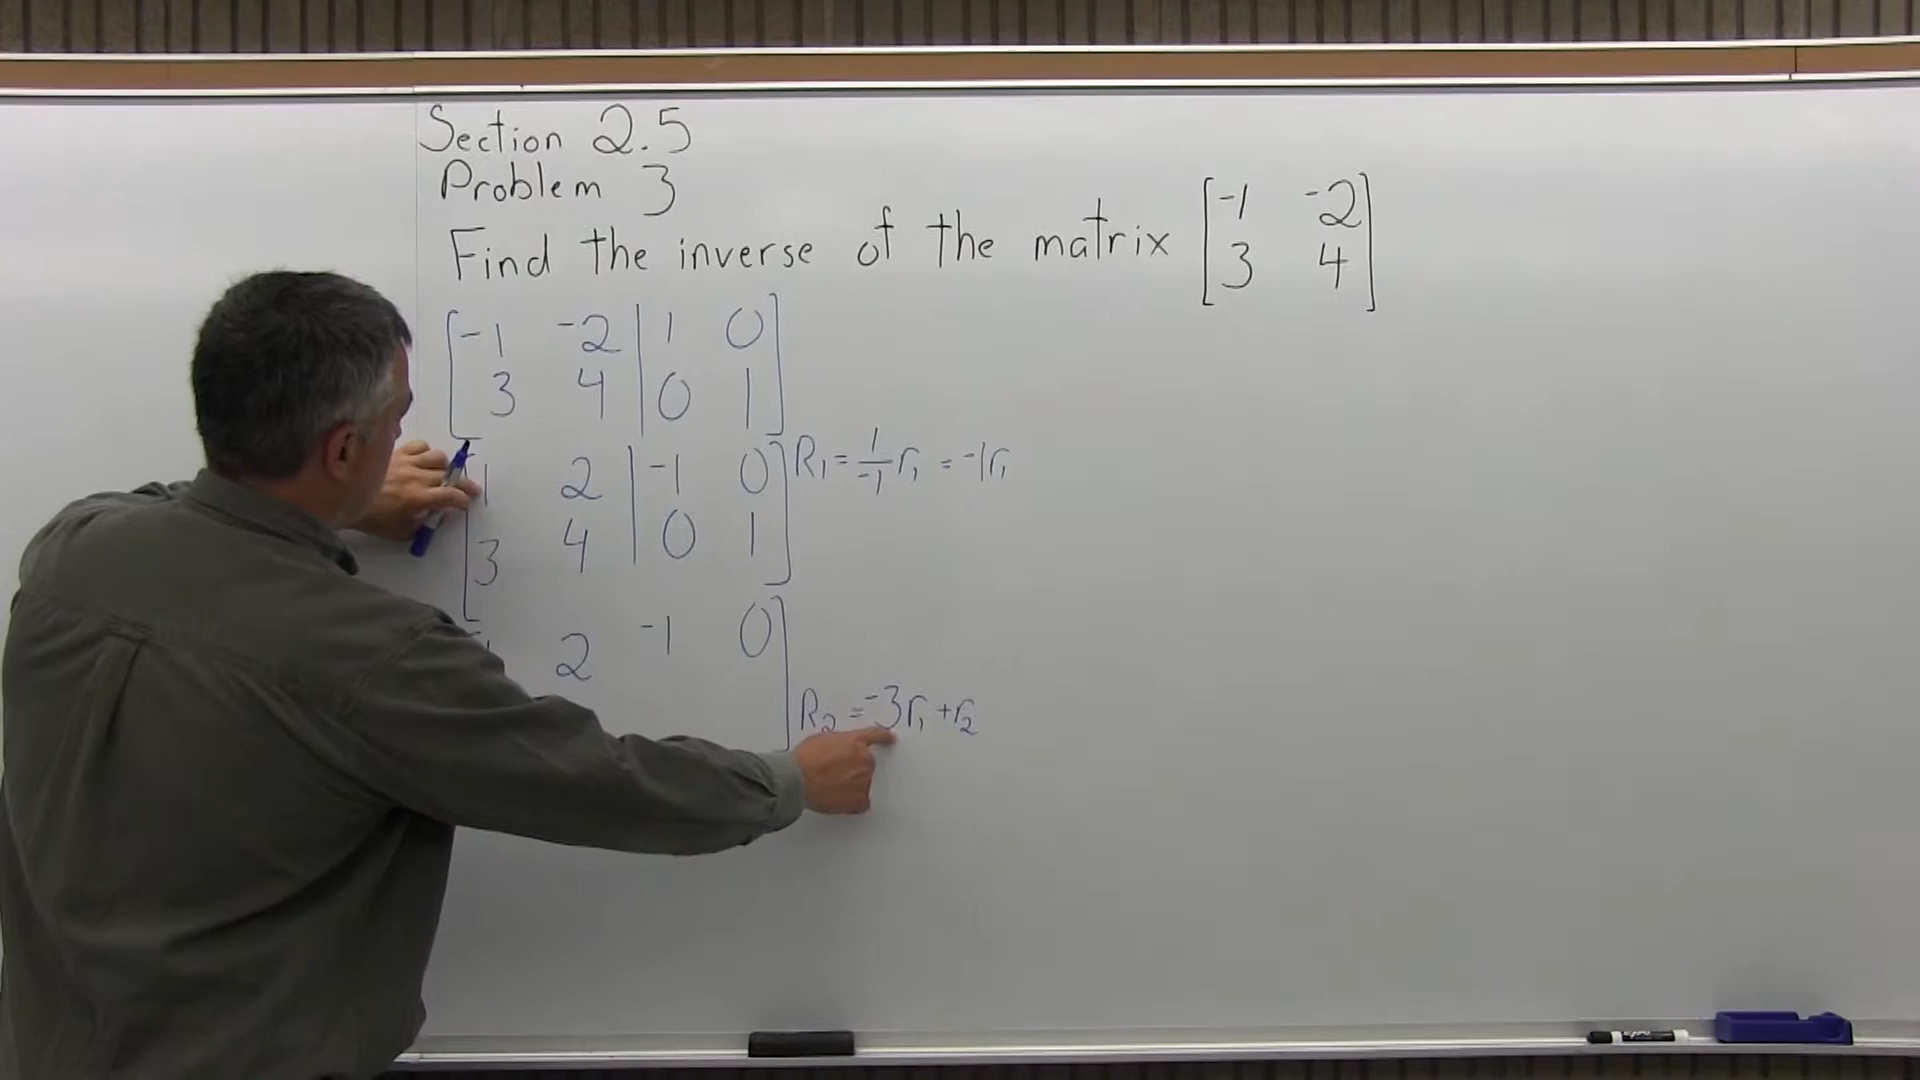 Section 2.5
Problem 3
Find the inverse of the matrix [-1 -2
3 4]
[-1 -2 | 1 0]
3 4 | 0 1
1 2 | -1 0] R₁ = 1/-1 r₁ = -1r₁
3 4 | 0 1
2 -1 0]
R₂ = -3r₁ + r₂